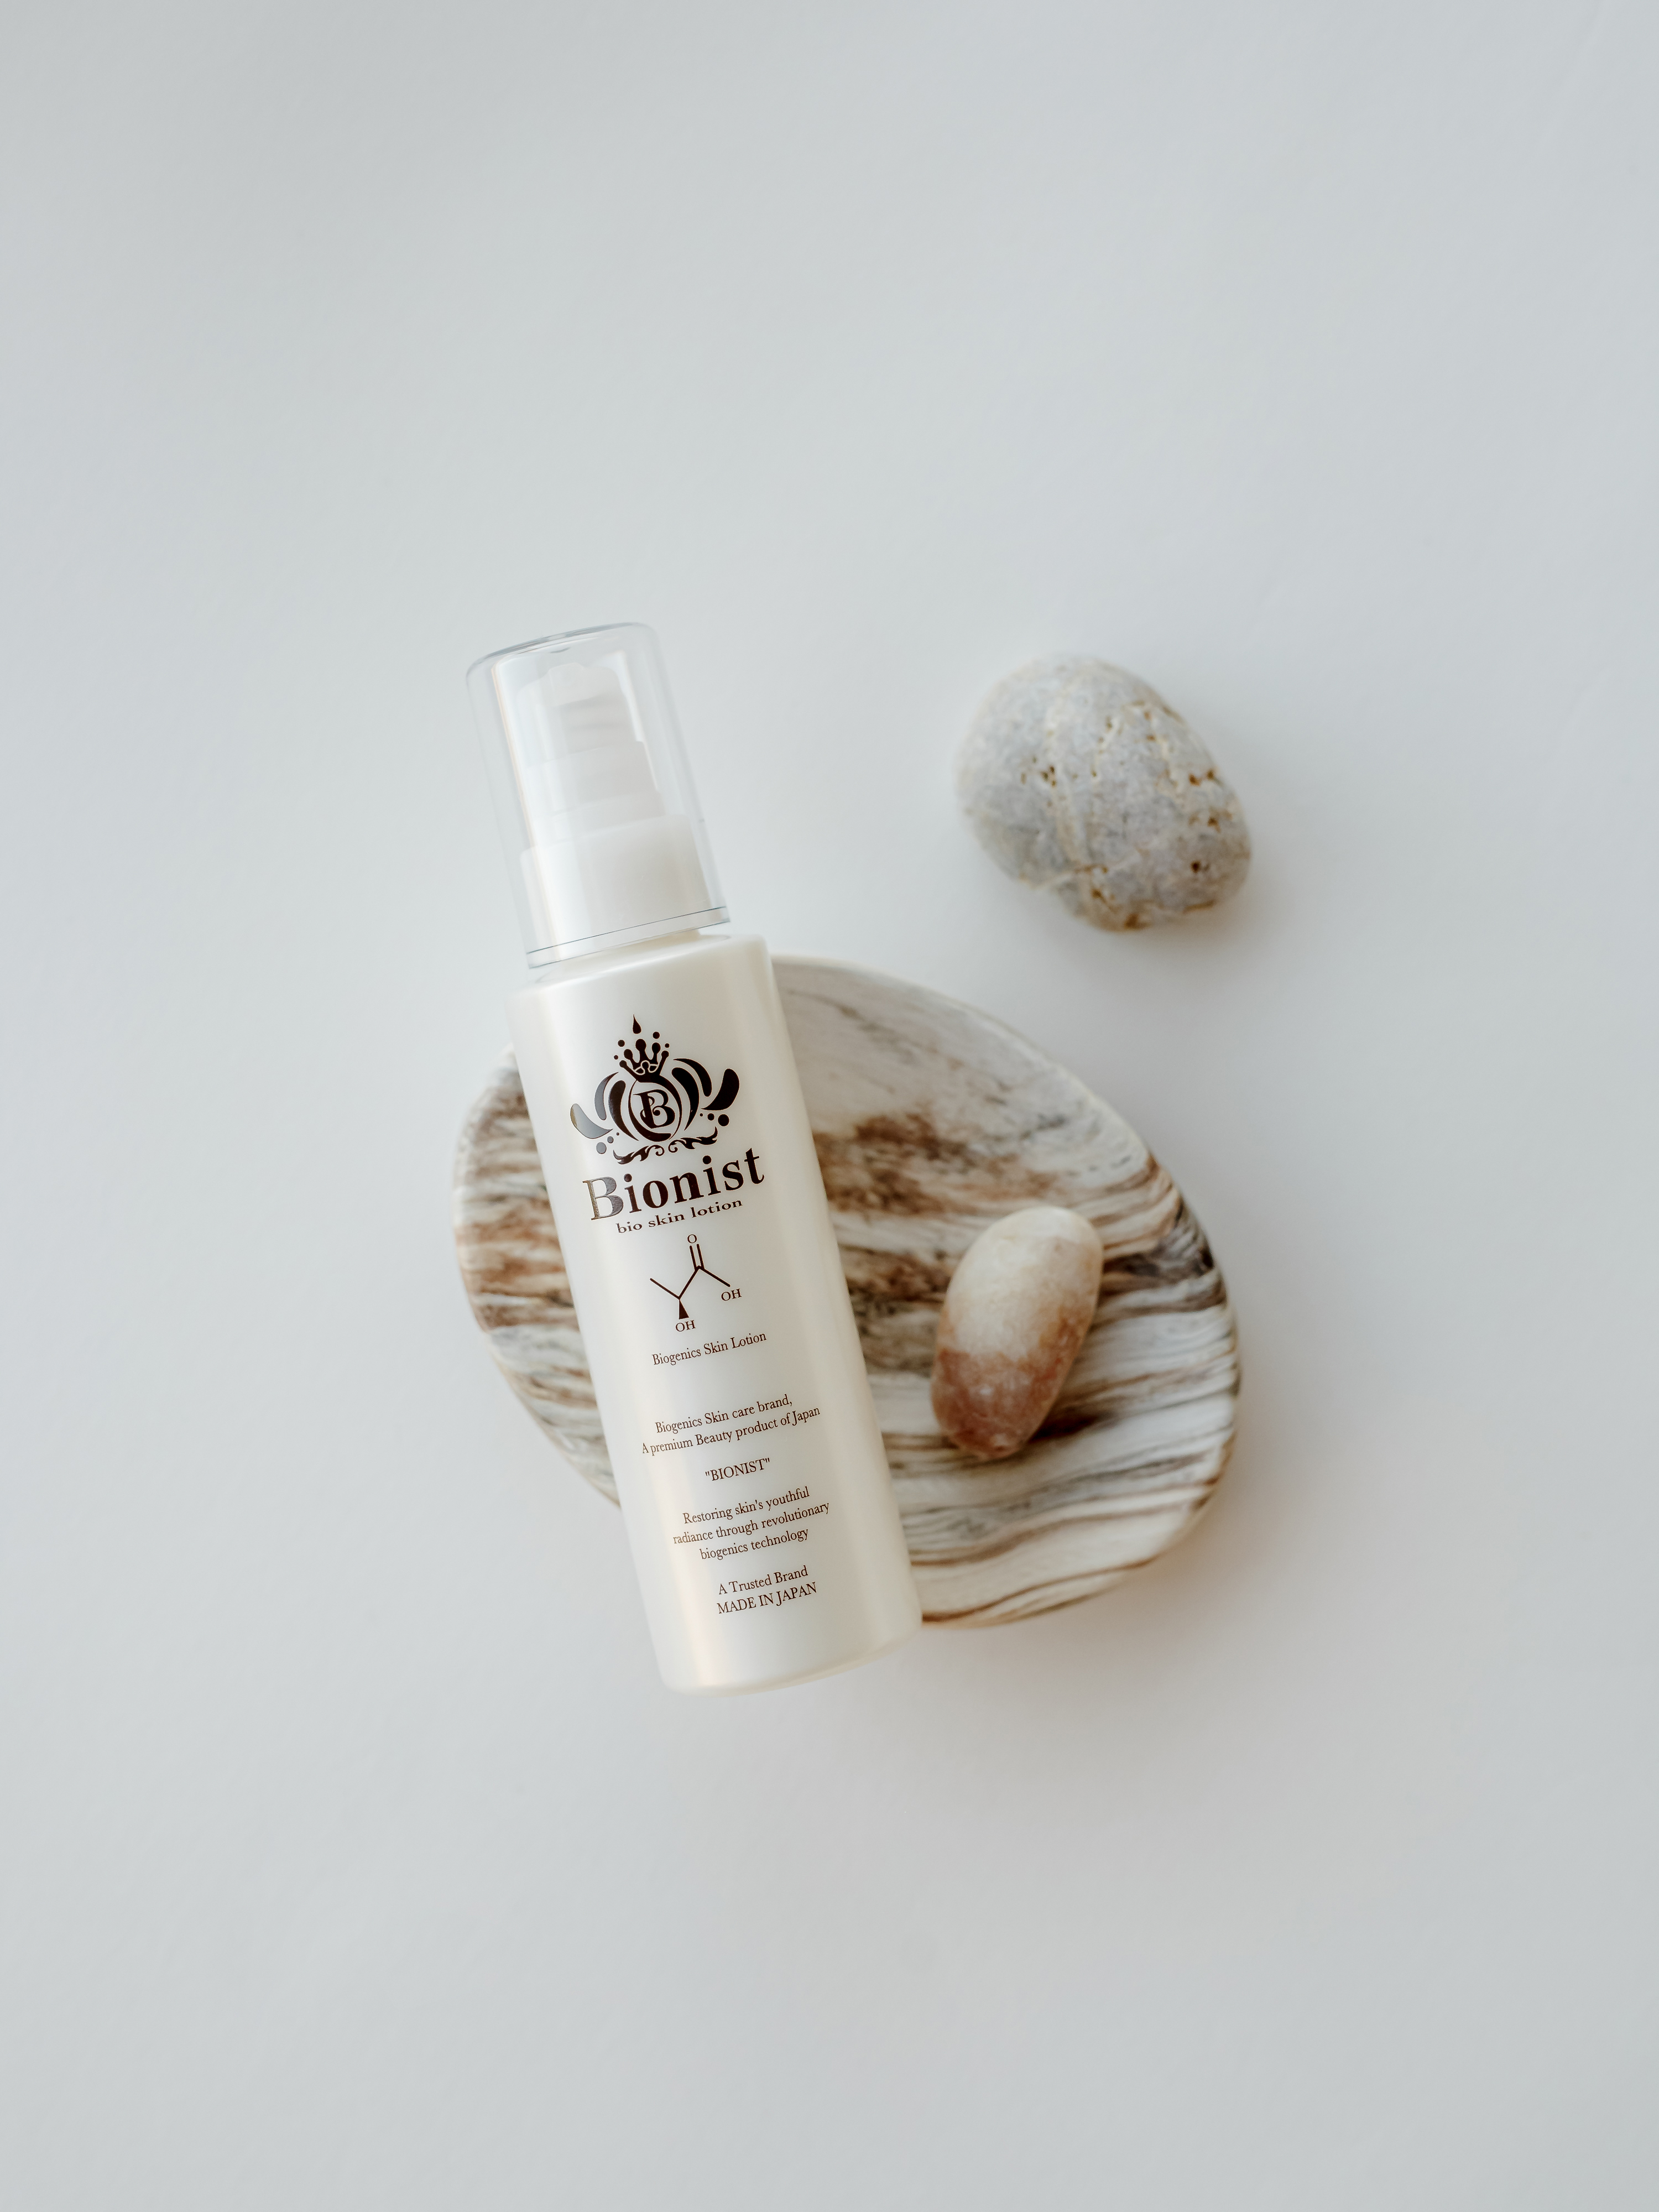 B
Bionist
bio skin lotion
O
OH
OH
Biogenics Skin Lotion
Biogenics Skin care brand,
A premium Beauty product of Japan
"BIONIST"
Restoring skin's youthful
radiance through revolutionary
biogenics technology
A Trusted Brand
MADE IN JAPAN